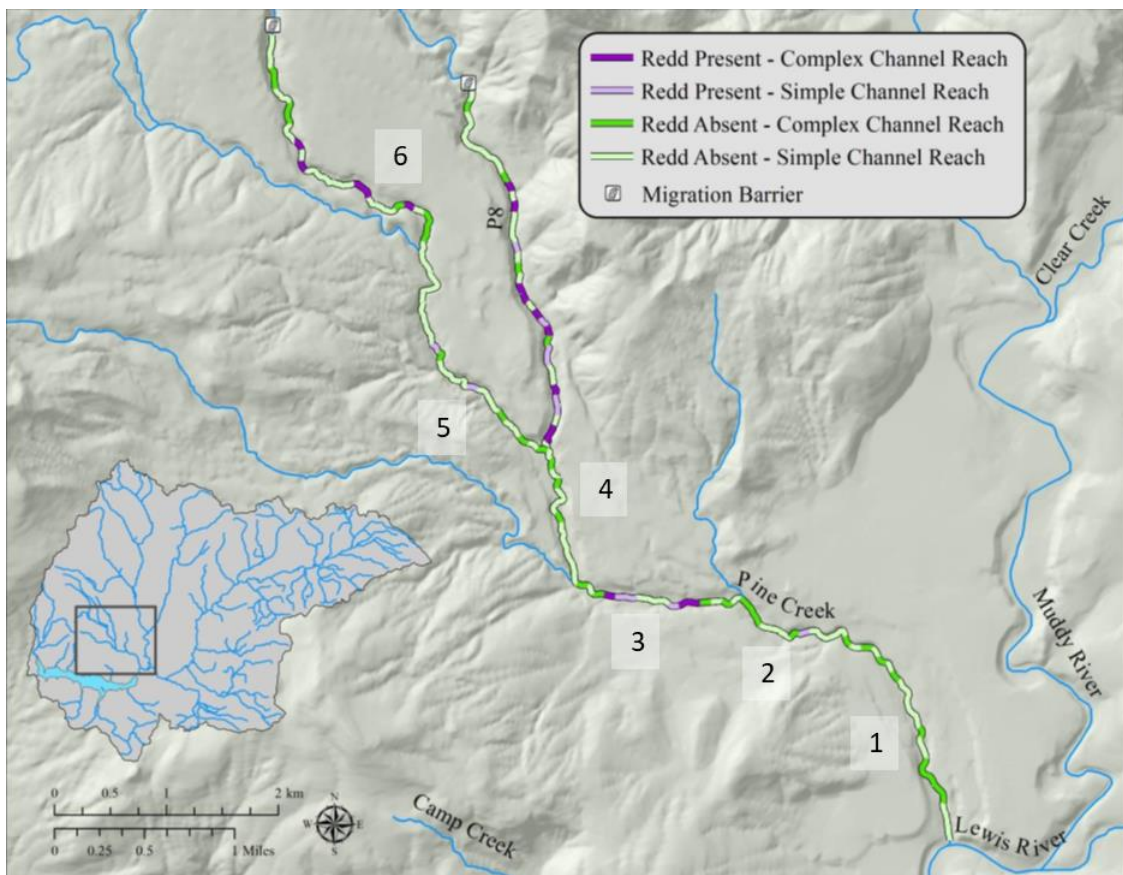 Redd Present - Complex Channel Reach
Redd Present - Simple Channel Reach
Redd Absent - Complex Channel Reach
Redd Absent - Simple Channel Reach
Migration Barrier
6
P8
Clear Creek
5
4
Pine Creek
3
2
Muddy River
1
0 0.5 1 2 km
N
W E
S
0 0.25 0.5 1 Miles
Camp Creek
Lewis River